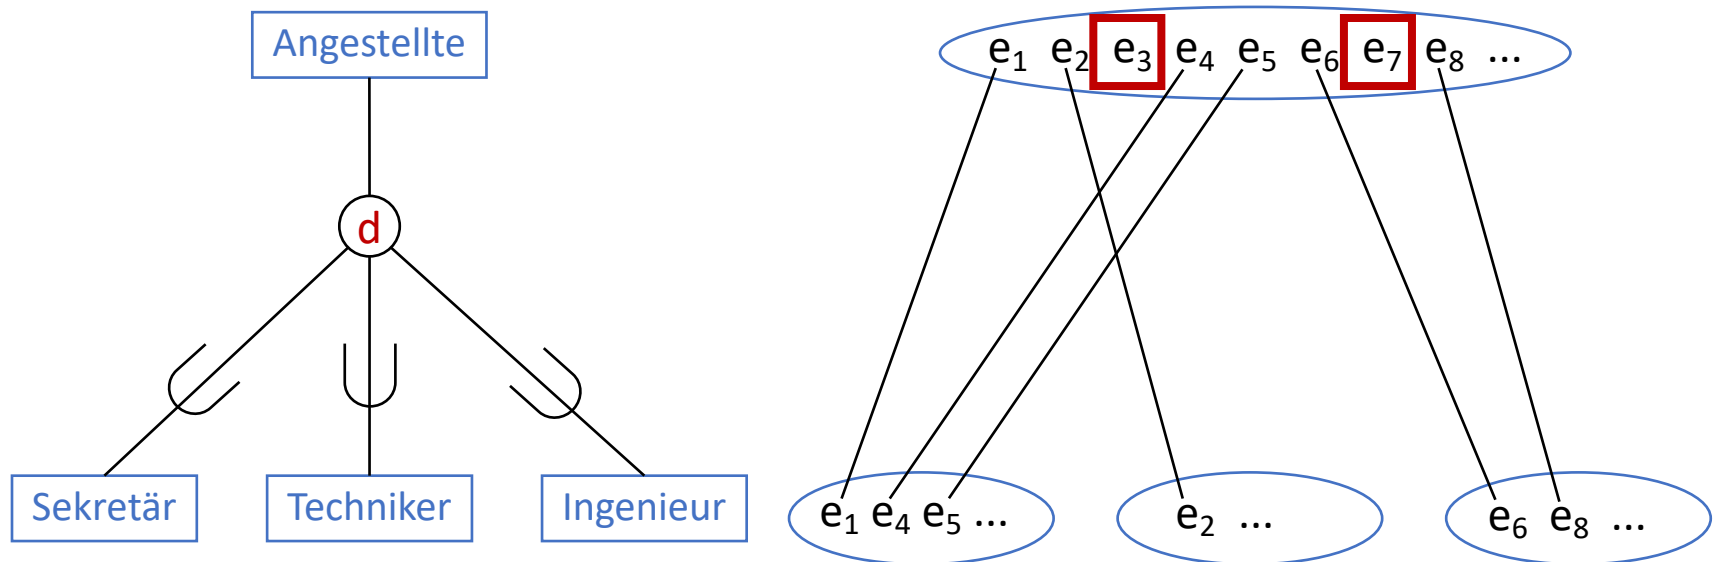 Angestellte
d
Sekretär Techniker Ingenieur
e₁ e₂ e₃ e₄ e₅ e₆ e₇ e₈ ...
e₁ e₄ e₅ ... e₂ ... e₆ e₈ ...